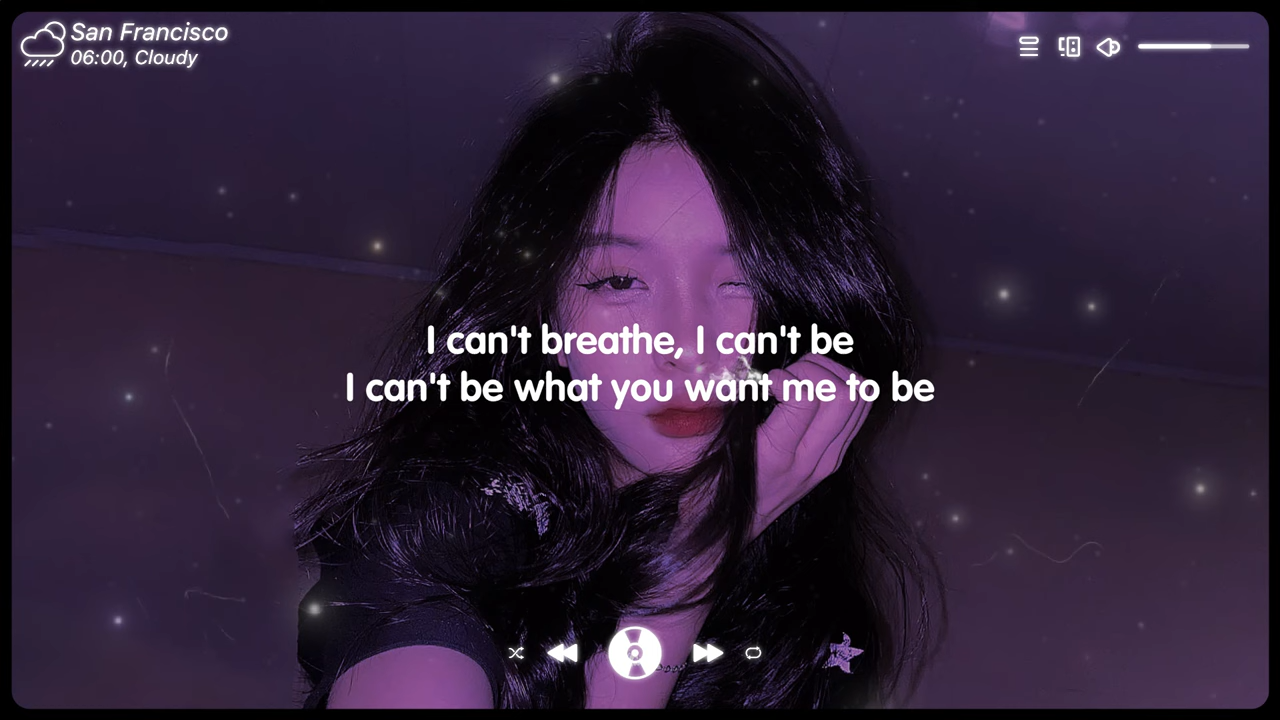 San Francisco
06:00, Cloudy
I can't breathe, I can't be
I can't be what you want me to be